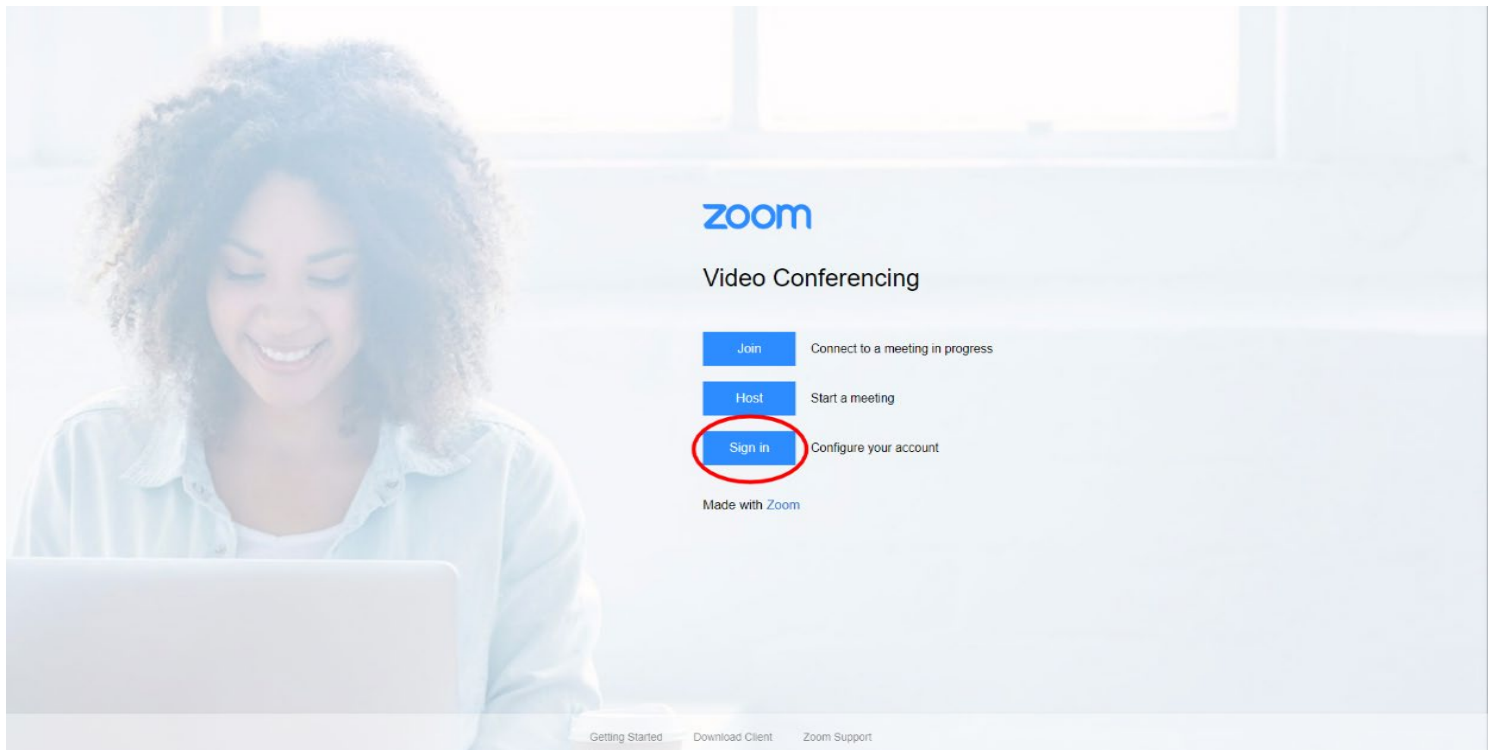 zoom
Video Conferencing
Join Connect to a meeting in progress
Host Start a meeting
Sign in Configure your account
Made with Zoom
Getting Started Download Client Zoom Support